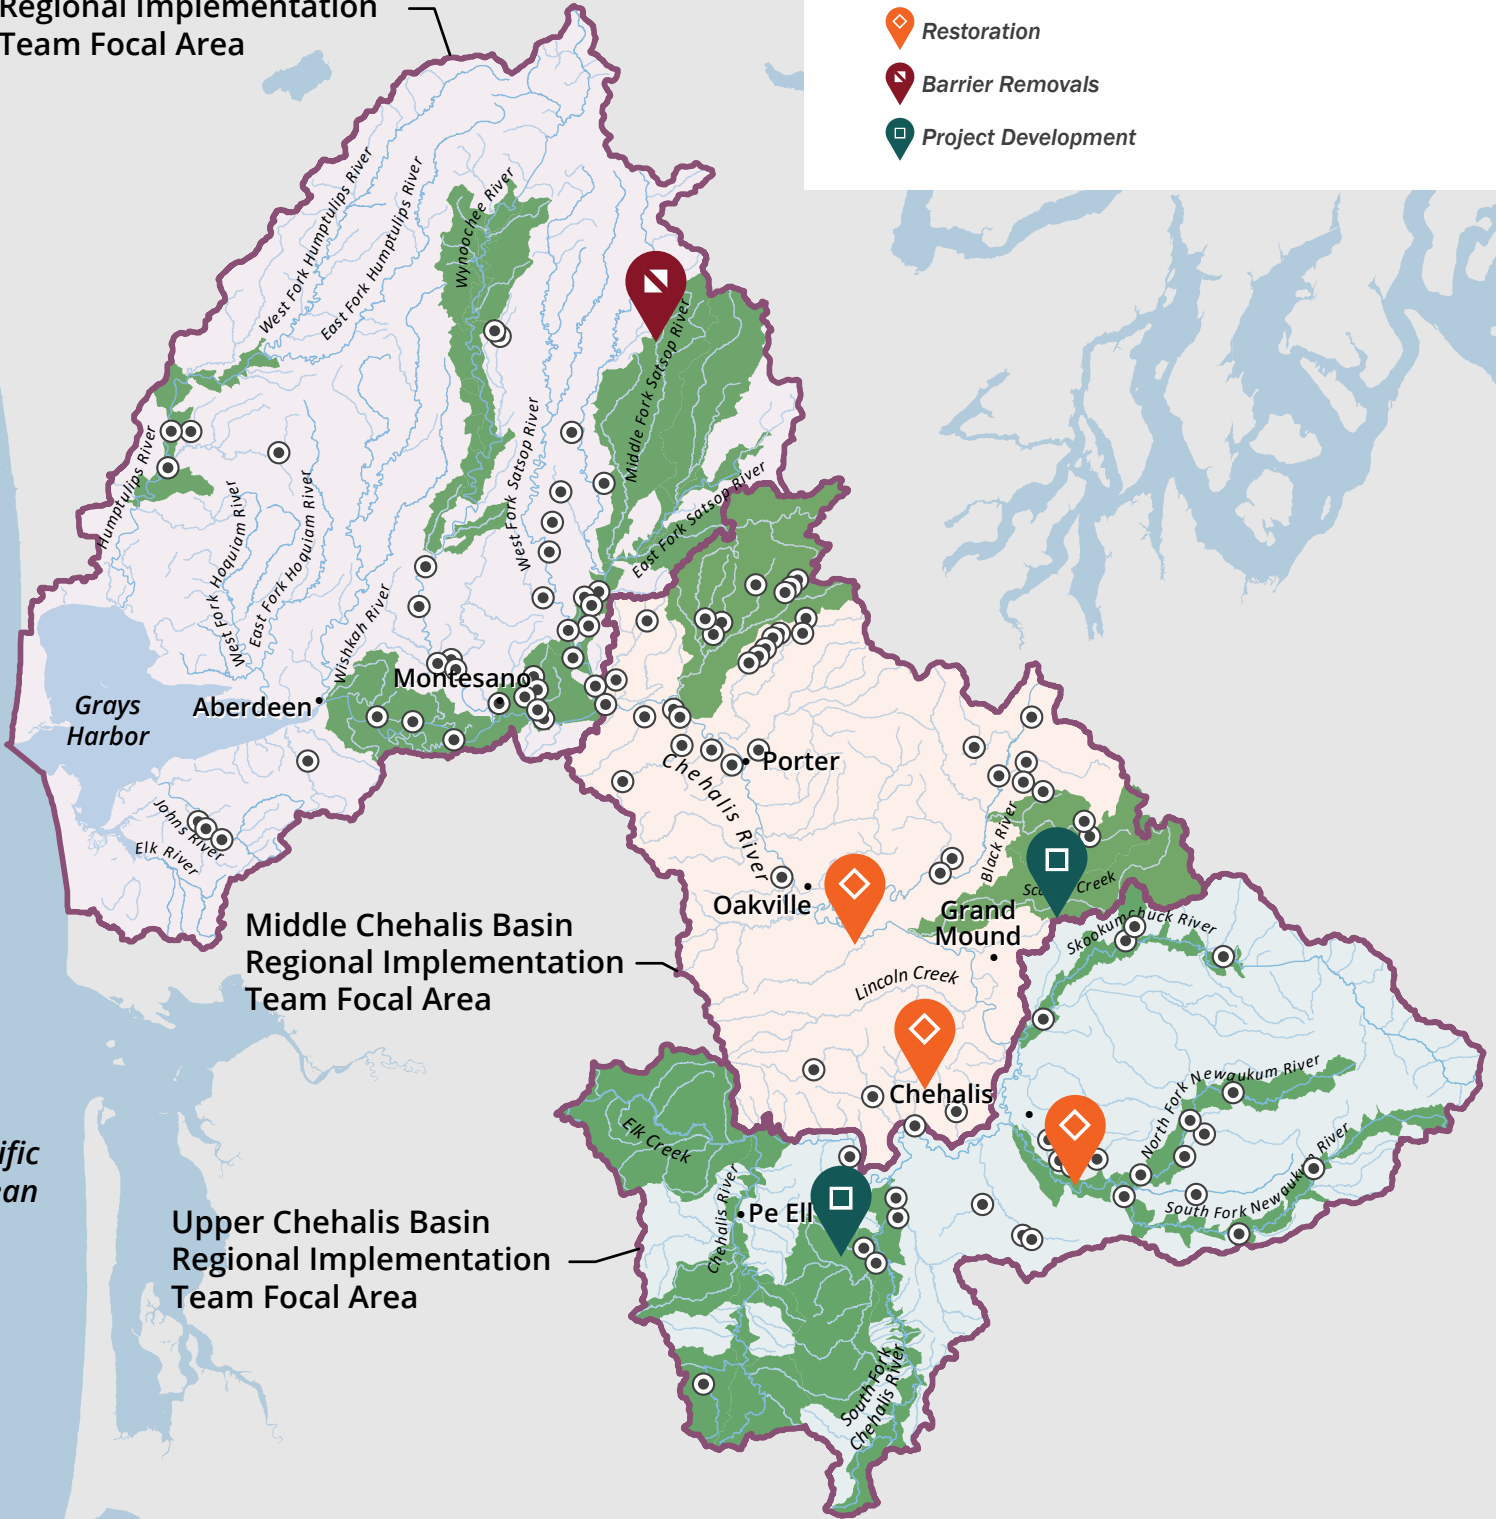 Regional Implementation
Team Focal Area
Restoration
Barrier Removals
Project Development
West Fork Humptulips River
East Fork Humptulips River
Wynoochee River
Middle Fork Satsop River
West Fork Satsop River
East Fork Satsop River
Humptulips River
West Fork Hoquiam River
East Fork Hoquiam River
Wishkah River
Grays
Harbor
Aberdeen
Montesano
Johns River
Elk River
Porter
Chehalis River
Oakville
Black River
Creek
Grand
Mound
Lincoln Creek
Skookumchuck River
Middle Chehalis Basin
Regional Implementation
Team Focal Area
Chehalis
North Fork Newaukum River
South Fork Newaukum River
Elk Creek
Chehalis River
Pe Ell
Upper Chehalis Basin
Regional Implementation
Team Focal Area
South Fork
Chehalis River